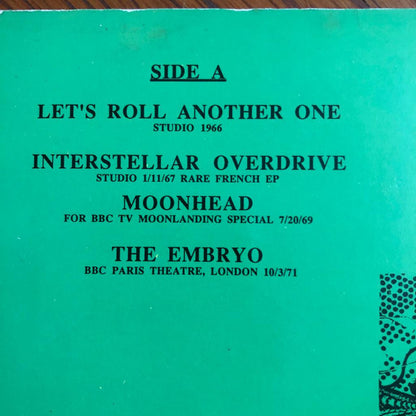 SIDE A
LET'S ROLL ANOTHER ONE
STUDIO 1966
INTERSTELLAR OVERDRIVE
STUDIO 1/11/67 RARE FRENCH EP
MOONHEAD
FOR BBC TV MOONLANDING SPECIAL 7/20/69
THE EMBRYO
BBC PARIS THEATRE, LONDON 10/3/71